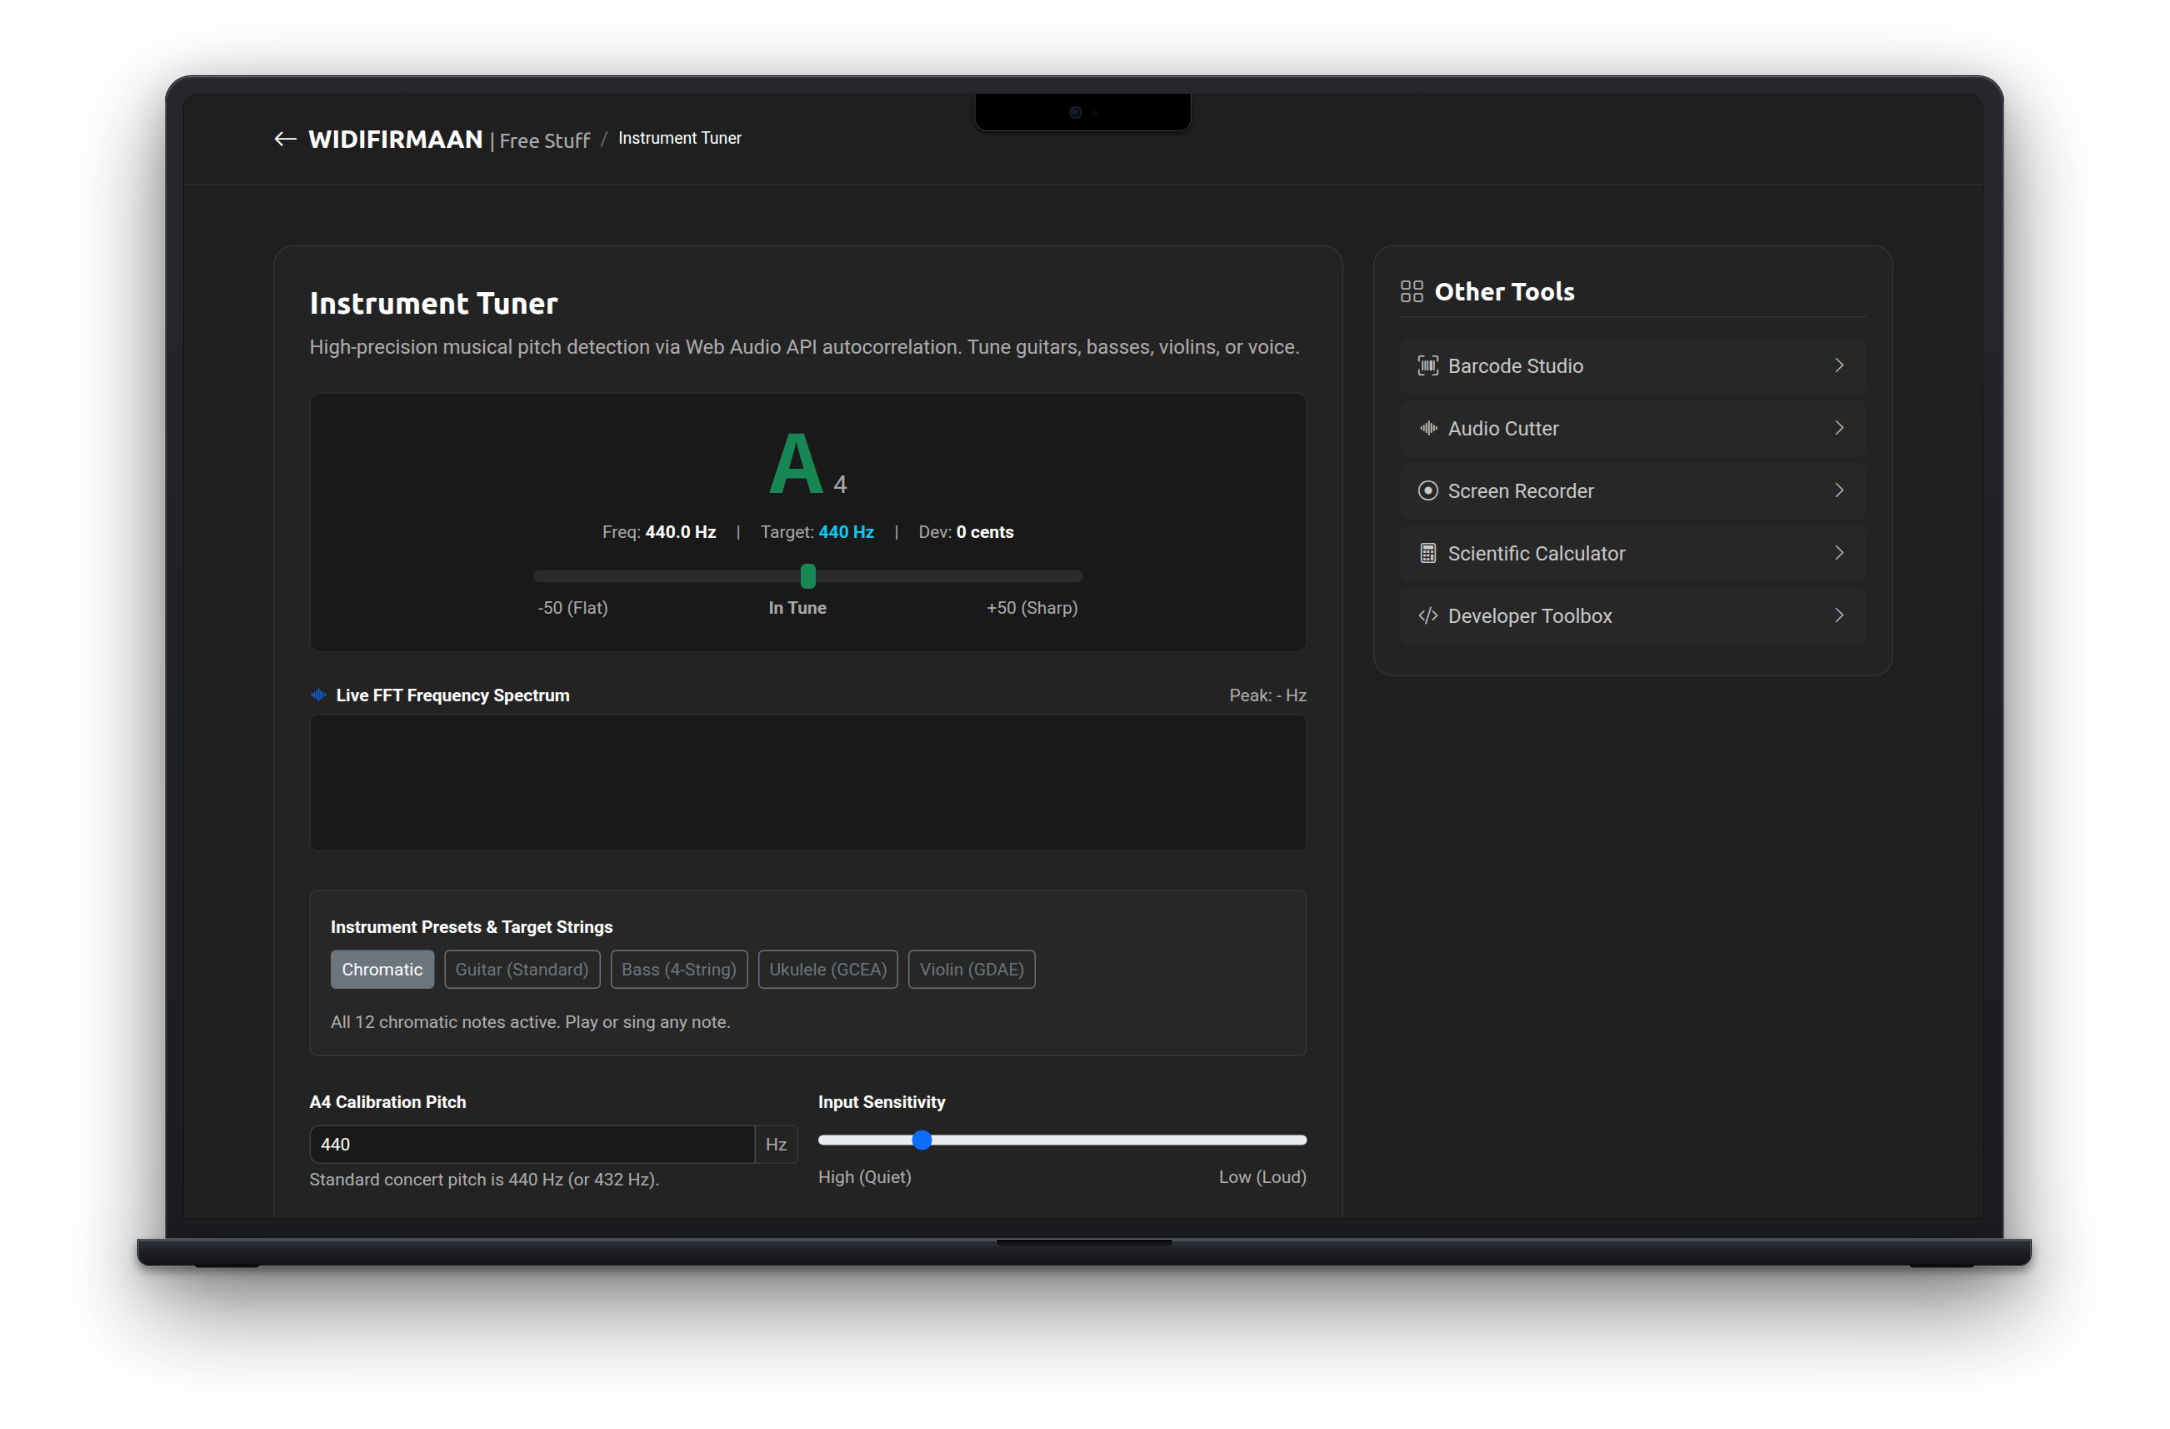 WIDIFIRMAAN | Free Stuff / Instrument Tuner
Instrument Tuner
High-precision musical pitch detection via Web Audio API autocorrelation. Tune guitars, basses, violins, or voice.
A 4
Freq: 440.0 Hz | Target: 440 Hz | Dev: 0 cents
-50 (Flat) In Tune +50 (Sharp)
Live FFT Frequency Spectrum Peak: - Hz
Instrument Presets & Target Strings
Chromatic Guitar (Standard) Bass (4-String) Ukulele (GCEA) Violin (GDAE)
All 12 chromatic notes active. Play or sing any note.
A4 Calibration Pitch
440 Hz
Standard concert pitch is 440 Hz (or 432 Hz).
Input Sensitivity
High (Quiet) Low (Loud)
Other Tools
Barcode Studio
Audio Cutter
Screen Recorder
Scientific Calculator
Developer Toolbox